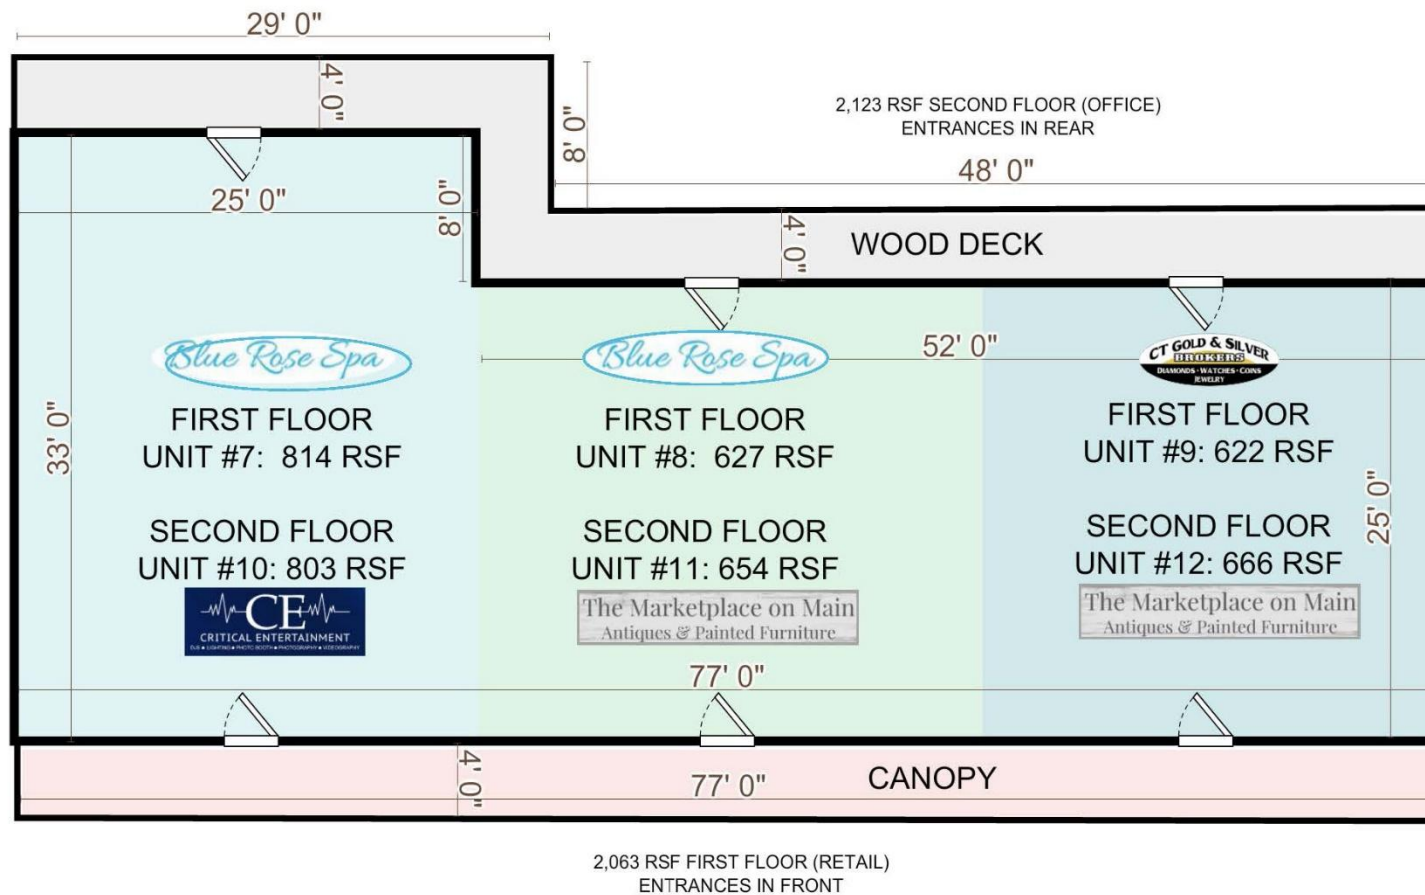 29' 0"
4' 0"
8' 0"
2,123 RSF SECOND FLOOR (OFFICE)
ENTRANCES IN REAR
48' 0"
25' 0"
8' 0"
4' 0"
WOOD DECK
Blue Rose Spa
Blue Rose Spa
52' 0"
CT GOLD & SILVER
BROKERS
DIAMONDS • WATCHES • COINS
JEWELRY
33' 0"
FIRST FLOOR
UNIT #7: 814 RSF
FIRST FLOOR
UNIT #8: 627 RSF
FIRST FLOOR
UNIT #9: 622 RSF
25' 0"
SECOND FLOOR
UNIT #10: 803 RSF
SECOND FLOOR
UNIT #11: 654 RSF
SECOND FLOOR
UNIT #12: 666 RSF
CE
CRITICAL ENTERTAINMENT
DJS • LIGHTING • PHOTO BOOTH • PHOTOGRAPHY • VIDEOGRAPHY
The Marketplace on Main
Antiques & Painted Furniture
The Marketplace on Main
Antiques & Painted Furniture
77' 0"
4' 0"
77' 0"
CANOPY
2,063 RSF FIRST FLOOR (RETAIL)
ENTRANCES IN FRONT